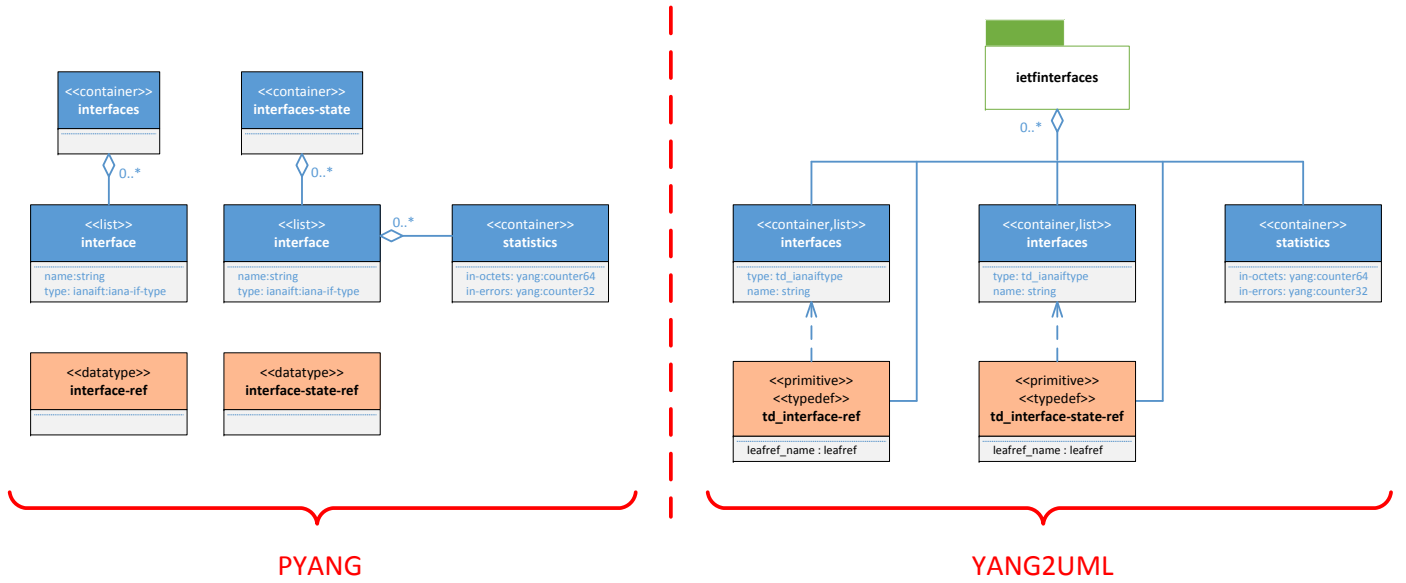 <<container>>
interfaces
0..*
<<container>>
interfaces-state
0..*
<<list>>
interface
name:string
type: ianaift:iana-if-type
<<list>>
interface
name:string
type: ianaift:iana-if-type
0..*
<<container>>
statistics
in-octets: yang:counter64
in-errors: yang:counter32
<<datatype>>
interface-ref
<<datatype>>
interface-state-ref
PYANG
ietfinterfaces
0..*
<<container,list>>
interfaces
type: td_ianaiftype
name: string
<<container,list>>
interfaces
type: td_ianaiftype
name: string
<<container>>
statistics
in-octets: yang:counter64
in-errors: yang:counter32
<<primitive>>
<<typedef>>
td_interface-ref
leafref_name : leafref
<<primitive>>
<<typedef>>
td_interface-state-ref
leafref_name : leafref
YANG2UML